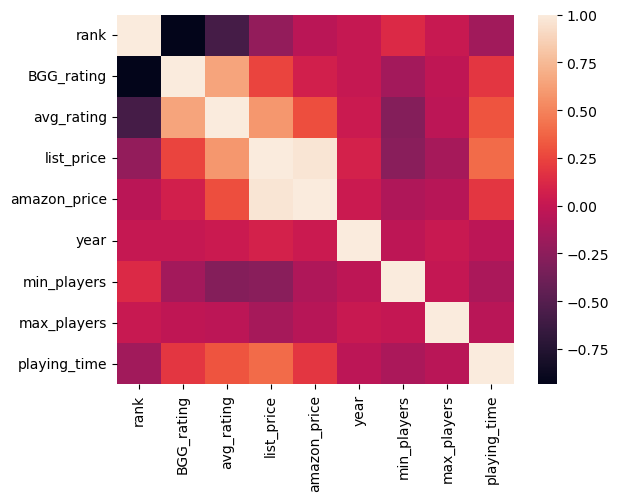 rank
BGG_rating
avg_rating
list_price
amazon_price
year
min_players
max_players
playing_time
rank
BGG_rating
avg_rating
list_price
amazon_price
year
min_players
max_players
playing_time
1.00
0.75
0.50
0.25
0.00
−0.25
−0.50
−0.75